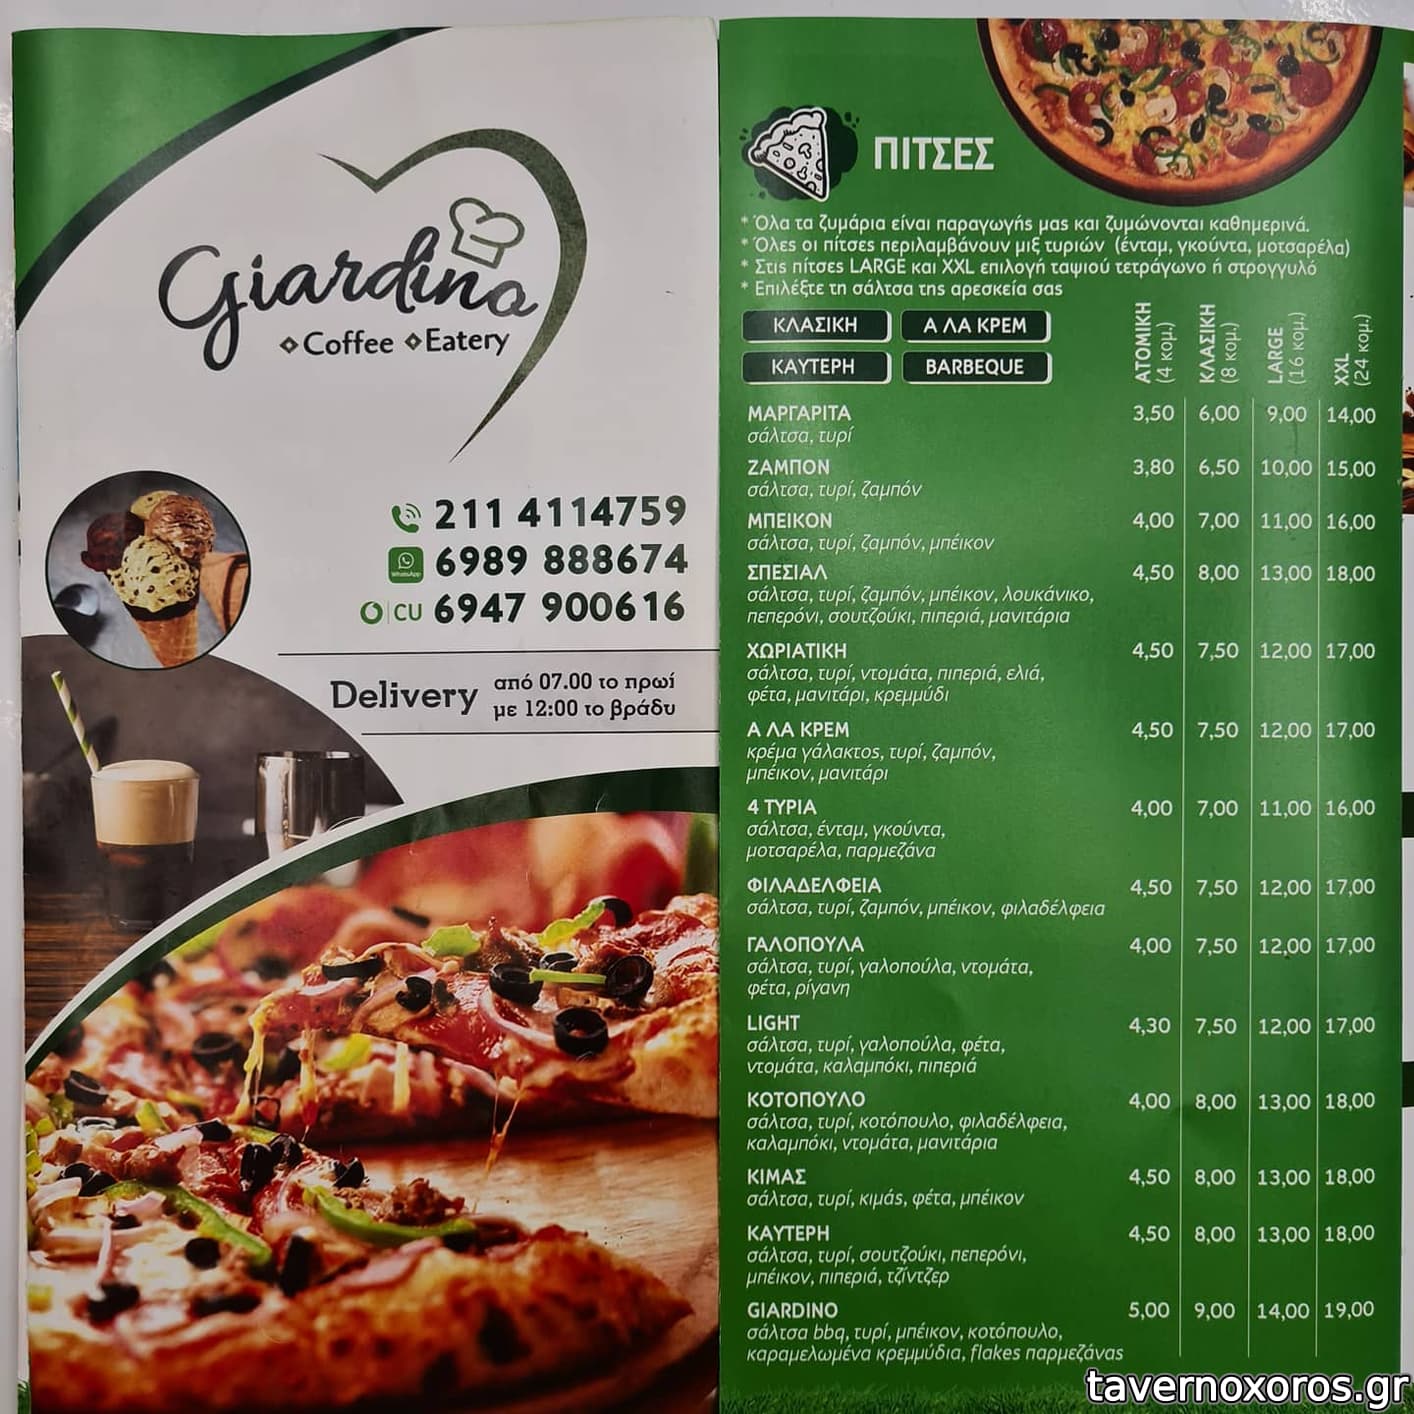 Giardino
Coffee Eatery
211 4114759
WhatsApp 6989 888674
CU 6947 900616
Delivery από 07.00 το πρωί
με 12:00 το βράδυ
ΠΙΤΣΕΣ
* Όλα τα ζυμάρια είναι παραγωγής μας και ζυμώνονται καθημερινά.
* Όλες οι πίτσες περιλαμβάνουν μιξ τυριών (ένταμ, γκούντα, μοτσαρέλα)
* Στις πίτσες LARGE και XXL επιλογή ταψιού τετράγωνο ή στρογγυλό
* Επιλέξτε τη σάλτσα της αρεσκεία σας
ΚΛΑΣΙΚΗ Α ΛΑ ΚΡΕΜ
ΚΑΥΤΕΡΗ BARBEQUE
ΑΤΟΜΙΚΗ (4 κομ.) ΚΛΑΣΙΚΗ (8 κομ.) LARGE (16 κομ.) XXL (24 κομ.)
ΜΑΡΓΑΡΙΤΑ 3,50 6,00 9,00 14,00
σάλτσα, τυρί
ΖΑΜΠΟΝ 3,80 6,50 10,00 15,00
σάλτσα, τυρί, ζαμπόν
ΜΠΕΙΚΟΝ 4,00 7,00 11,00 16,00
σάλτσα, τυρί, ζαμπόν, μπέικον
ΣΠΕΣΙΑΛ 4,50 8,00 13,00 18,00
σάλτσα, τυρί, ζαμπόν, μπέικον, λουκάνικο,
πεπερόνι, σουτζούκι, πιπεριά, μανιτάρια
ΧΩΡΙΑΤΙΚΗ 4,50 7,50 12,00 17,00
σάλτσα, τυρί, ντομάτα, πιπεριά, ελιά,
φέτα, μανιτάρι, κρεμμύδι
Α ΛΑ ΚΡΕΜ 4,50 7,50 12,00 17,00
κρέμα γάλακτος, τυρί, ζαμπόν,
μπέικον, μανιτάρι
4 ΤΥΡΙΑ 4,00 7,00 11,00 16,00
σάλτσα, ένταμ, γκούντα,
μοτσαρέλα, παρμεζάνα
ΦΙΛΑΔΕΛΦΕΙΑ 4,50 7,50 12,00 17,00
σάλτσα, τυρί, ζαμπόν, μπέικον, φιλαδέλφεια
ΓΑΛΟΠΟΥΛΑ 4,00 7,50 12,00 17,00
σάλτσα, τυρί, γαλοπούλα, ντομάτα,
φέτα, ρίγανη
LIGHT 4,30 7,50 12,00 17,00
σάλτσα, τυρί, γαλοπούλα, φέτα,
ντομάτα, καλαμπόκι, πιπεριά
ΚΟΤΟΠΟΥΛΟ 4,00 8,00 13,00 18,00
σάλτσα, τυρί, κοτόπουλο, φιλαδέλφεια,
καλαμπόκι, ντομάτα, μανιτάρια
ΚΙΜΑΣ 4,50 8,00 13,00 18,00
σάλτσα, τυρί, κιμάς, φέτα, μπέικον
ΚΑΥΤΕΡΗ 4,50 8,00 13,00 18,00
σάλτσα, τυρί, σουτζούκι, πεπερόνι,
μπέικον, πιπεριά, τζίντζερ
GIARDINO 5,00 9,00 14,00 19,00
σάλτσα bbq, τυρί, μπέικον, κοτόπουλο,
καραμελωμένα κρεμμύδια, flakes παρμεζάνας
tavernoxoros.gr